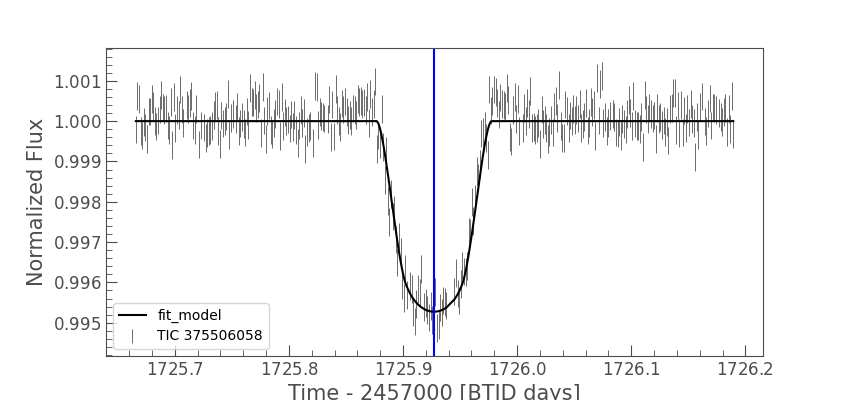 Normalized Flux
1.001
1.000
0.999
0.998
0.997
0.996
0.995
fit_model
TIC 375506058
1725.7 1725.8 1725.9 1726.0 1726.1 1726.2
Time - 2457000 [BTJD days]